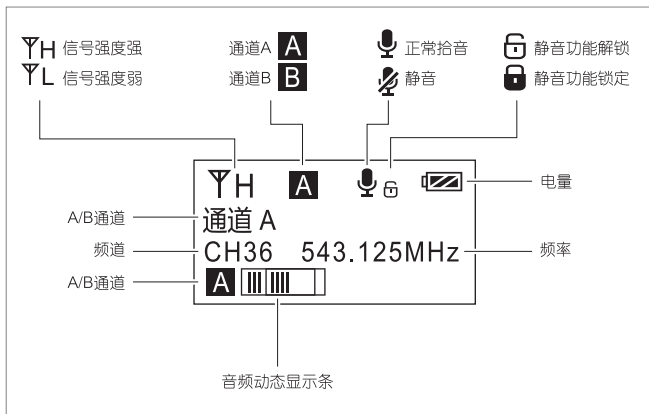 H 信号强度强 通道A A 正常拾音 静音功能解锁
L 信号强度弱 通道B B 静音 静音功能锁定
H A 电量
A/B通道 通道 A
频道 CH36 543.125MHz 频率
A/B通道 A
音频动态显示条